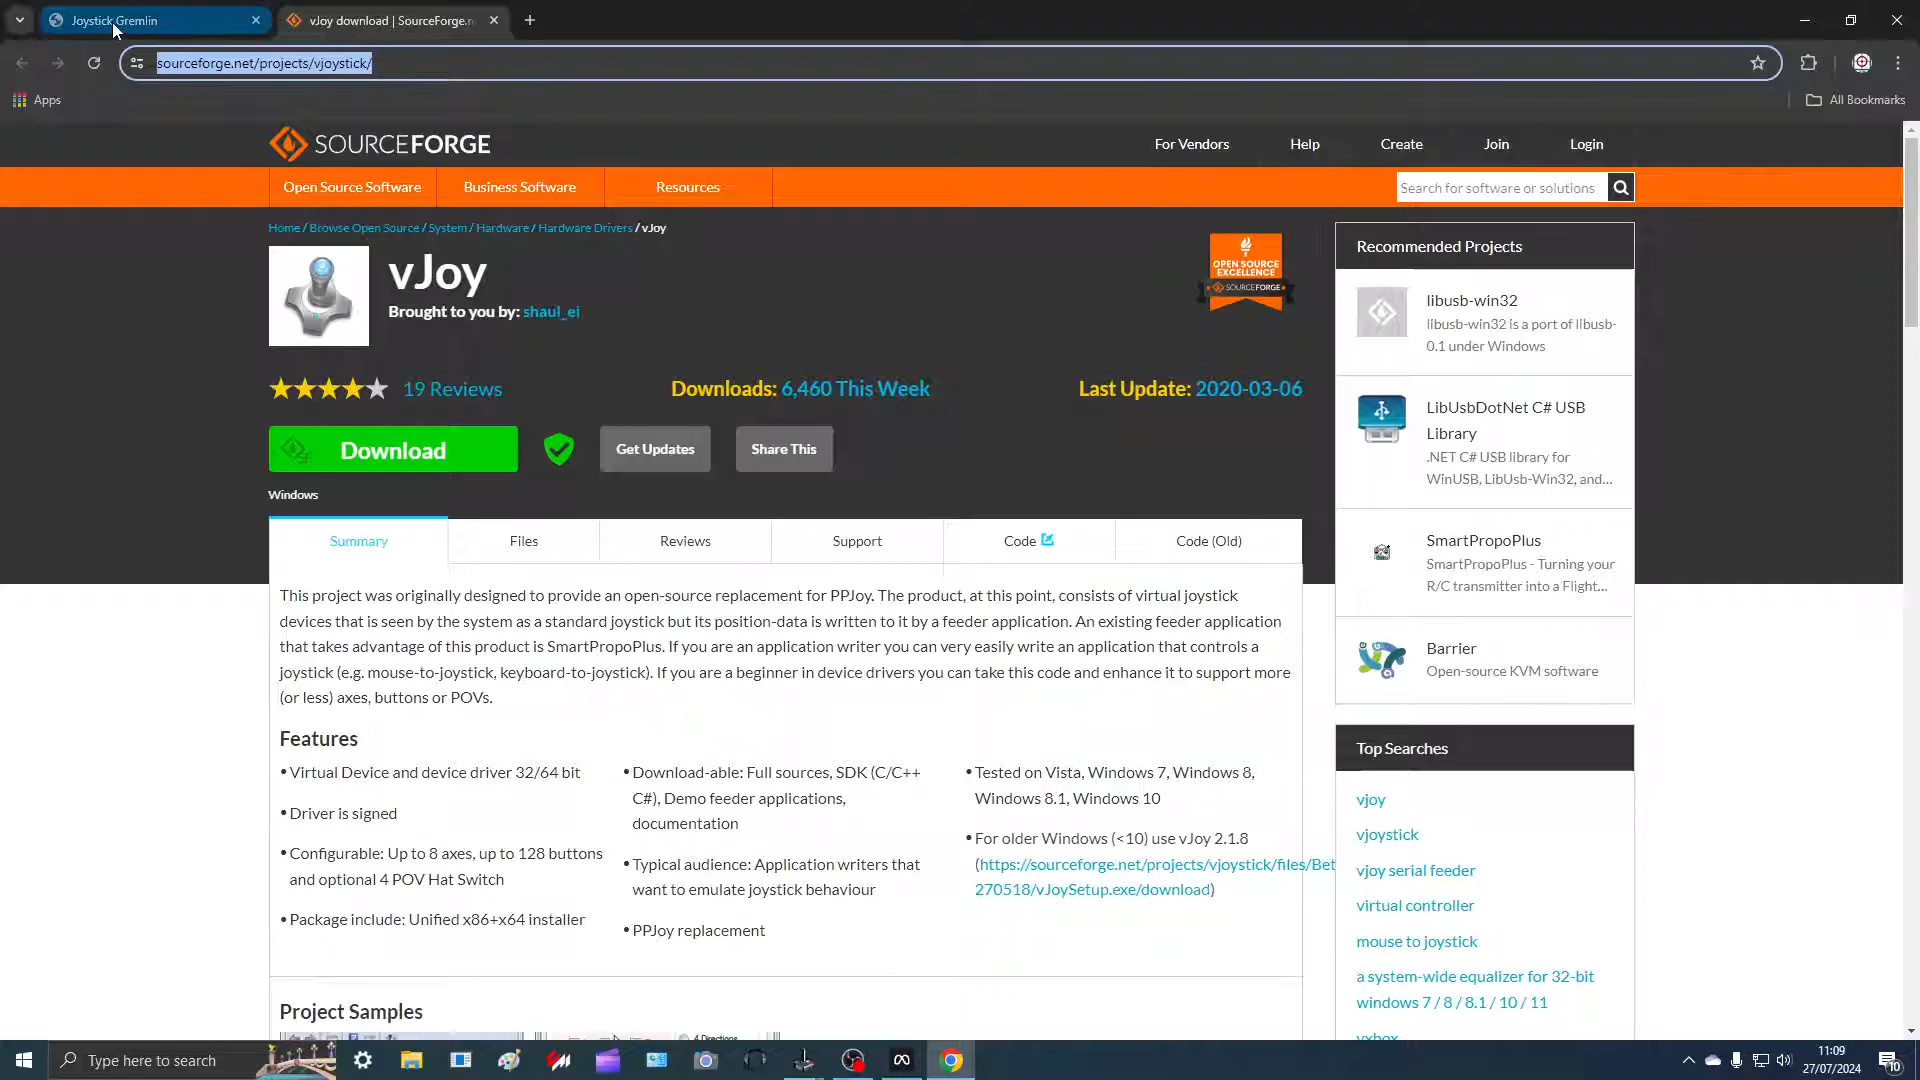 Joystick Gremlin
vJoy download | SourceForge.n
sourceforge.net/projects/vjoystick/
Apps
All Bookmarks
SOURCEFORGE
For Vendors
Help
Create
Join
Login
Open Source Software
Business Software
Resources
Search for software or solutions
Home / Browse Open Source / System / Hardware / Hardware Drivers / vJoy
vJoy
Brought to you by: shaul_ei
OPEN SOURCE
EXCELLENCE
SOURCEFORGE
19 Reviews
Downloads: 6,460 This Week
Last Update: 2020-03-06
Download
Get Updates
Share This
Windows
Summary
Files
Reviews
Support
Code
Code (Old)
This project was originally designed to provide an open-source replacement for PPJoy. The product, at this point, consists of virtual joystick
devices that is seen by the system as a standard joystick but its position-data is written to it by a feeder application. An existing feeder application
that takes advantage of this product is SmartPropoPlus. If you are an application writer you can very easily write an application that controls a
joystick (e.g. mouse-to-joystick, keyboard-to-joystick). If you are a beginner in device drivers you can take this code and enhance it to support more
(or less) axes, buttons or POVs.
Features
• Virtual Device and device driver 32/64 bit
• Driver is signed
• Configurable: Up to 8 axes, up to 128 buttons
and optional 4 POV Hat Switch
• Package include: Unified x86+x64 installer
• Download-able: Full sources, SDK (C/C++
C#), Demo feeder applications,
documentation
• Typical audience: Application writers that
want to emulate joystick behaviour
• PPJoy replacement
• Tested on Vista, Windows 7, Windows 8,
Windows 8.1, Windows 10
• For older Windows (<10) use vJoy 2.1.8
(https://sourceforge.net/projects/vjoystick/files/Bet
270518/vJoySetup.exe/download)
Project Samples
4 Directions
Recommended Projects
libusb-win32
libusb-win32 is a port of libusb-
0.1 under Windows
LibUsbDotNet C# USB
Library
.NET C# USB library for
WinUSB, LibUsb-Win32, and...
SmartPropoPlus
SmartPropoPlus - Turning your
R/C transmitter into a Flight...
Barrier
Open-source KVM software
Top Searches
vjoy
vjoystick
vjoy serial feeder
virtual controller
mouse to joystick
a system-wide equalizer for 32-bit
windows 7 / 8 / 8.1 / 10 / 11
vxbox
Type here to search
11:09
27/07/2024
10